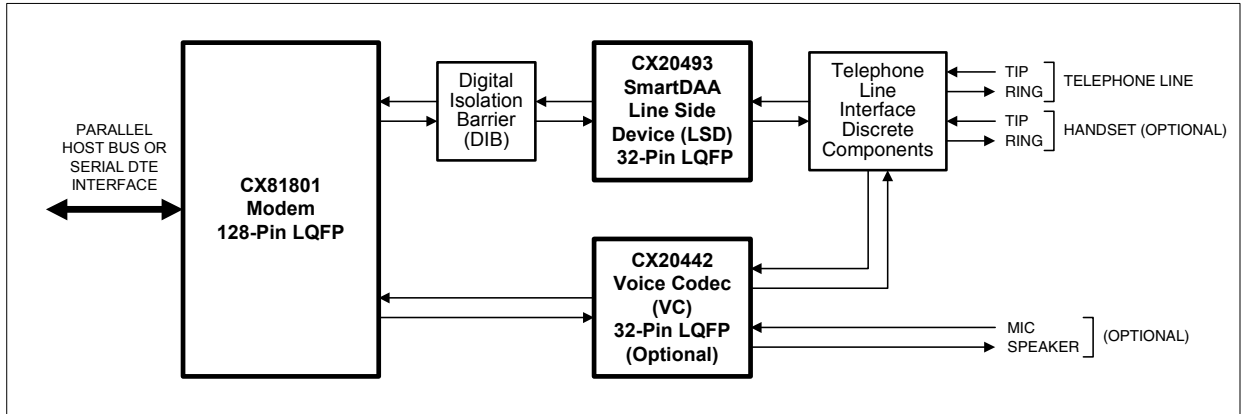 PARALLEL
HOST BUS OR
SERIAL DTE
INTERFACE
CX81801
Modem
128-Pin LQFP
Digital
Isolation
Barrier
(DIB)
CX20493
SmartDAA
Line Side
Device (LSD)
32-Pin LQFP
Telephone
Line
Interface
Discrete
Components
TIP
RING
TELEPHONE LINE
TIP
RING
HANDSET (OPTIONAL)
CX20442
Voice Codec
(VC)
32-Pin LQFP
(Optional)
MIC
SPEAKER
(OPTIONAL)